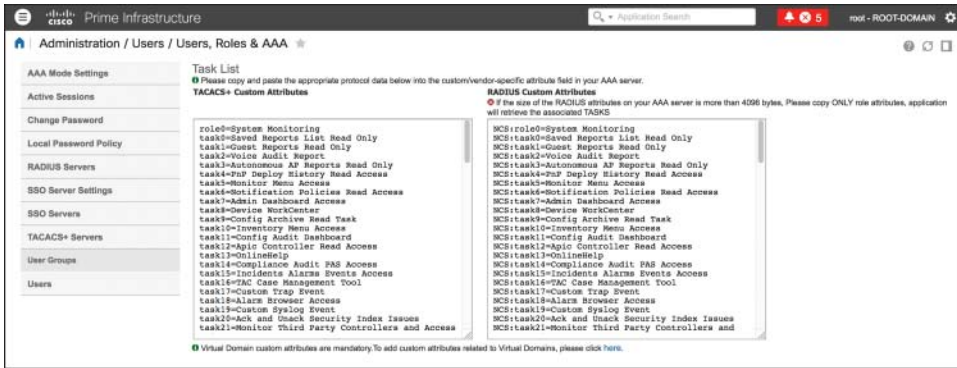 cisco Prime Infrastructure
Application Search
5
root - ROOT-DOMAIN
Administration / Users / Users, Roles & AAA
AAA Mode Settings
Active Sessions
Change Password
Local Password Policy
RADIUS Servers
SSO Server Settings
SSO Servers
TACACS+ Servers
User Groups
Users
Task List
Please copy and paste the appropriate protocol data below into the custom/vendor-specific attribute field in your AAA server.
TACACS+ Custom Attributes
role0=System Monitoring
task0=Saved Reports List Read Only
task1=Guest Reports Read Only
task2=Voice Audit Report
task3=Autonomous AP Reports Read Only
task4=PnP Deploy History Read Access
task5=Monitor Menu Access
task6=Notification Policies Read Access
task7=Admin Dashboard Access
task8=Device WorkCenter
task9=Config Archive Read Task
task10=Inventory Menu Access
task11=Config Audit Dashboard
task12=Apic Controller Read Access
task13=OnlineHelp
task14=Compliance Audit PAS Access
task15=Incidents Alarms Events Access
task16=TAC Case Management Tool
task17=Custom Trap Event
task18=Alarm Browser Access
task19=Custom Syslog Event
task20=Ack and Unack Security Index Issues
task21=Monitor Third Party Controllers and Access
RADIUS Custom Attributes
If the size of the RADIUS attributes on your AAA server is more than 4096 bytes, Please copy ONLY role attributes, application
will retrieve the associated TASKS
NCS:role0=System Monitoring
NCS:task0=Saved Reports List Read Only
NCS:task1=Guest Reports Read Only
NCS:task2=Voice Audit Report
NCS:task3=Autonomous AP Reports Read Only
NCS:task4=PnP Deploy History Read Access
NCS:task5=Monitor Menu Access
NCS:task6=Notification Policies Read Access
NCS:task7=Admin Dashboard Access
NCS:task8=Device WorkCenter
NCS:task9=Config Archive Read Task
NCS:task10=Inventory Menu Access
NCS:task11=Config Audit Dashboard
NCS:task12=Apic Controller Read Access
NCS:task13=OnlineHelp
NCS:task14=Compliance Audit PAS Access
NCS:task15=Incidents Alarms Events Access
NCS:task16=TAC Case Management Tool
NCS:task17=Custom Trap Event
NCS:task18=Alarm Browser Access
NCS:task19=Custom Syslog Event
NCS:task20=Ack and Unack Security Index Issues
NCS:task21=Monitor Third Party Controllers and
Virtual Domain custom attributes are mandatory.To add custom attributes related to Virtual Domains, please click here.